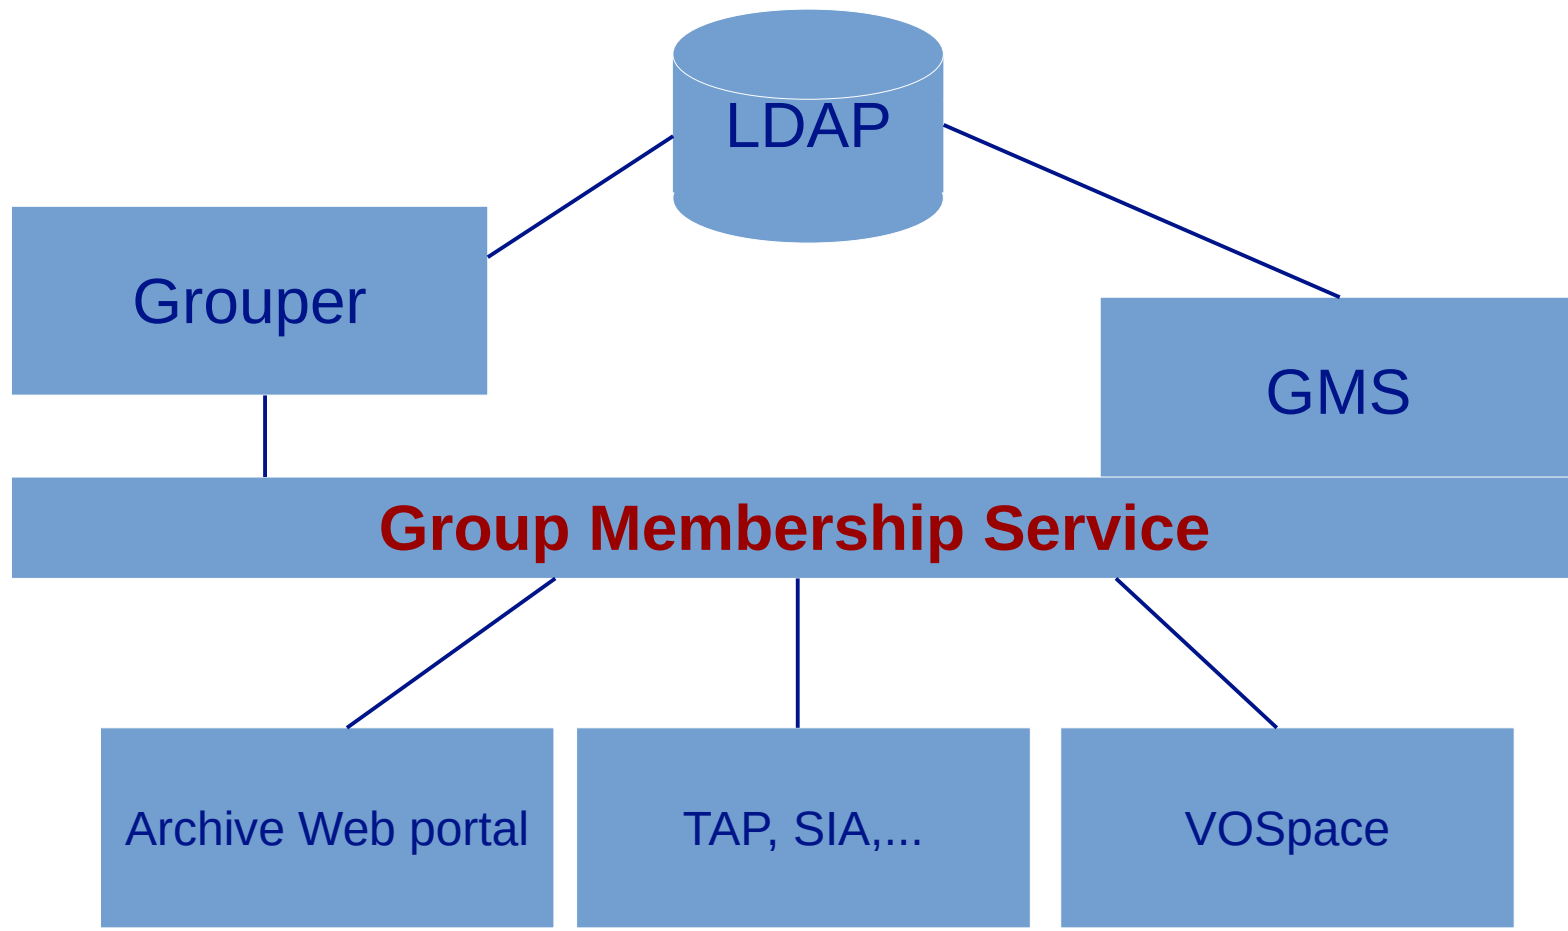 LDAP
Grouper
GMS
Group Membership Service
Archive Web portal
TAP, SIA,...
VOSpace